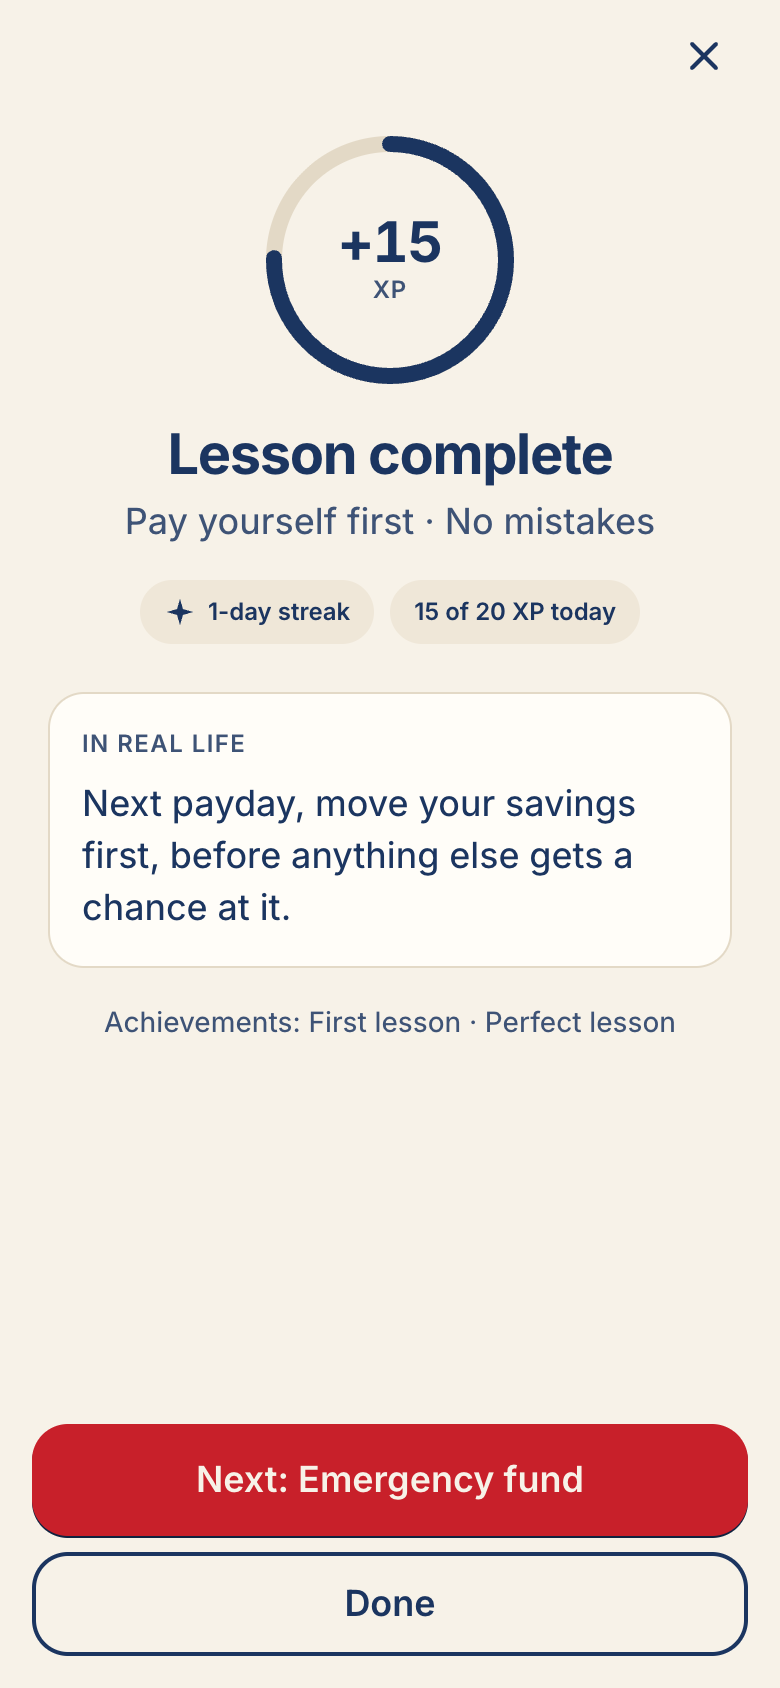 +15
XP
Lesson complete
Pay yourself first · No mistakes
1-day streak
15 of 20 XP today
IN REAL LIFE
Next payday, move your savings
first, before anything else gets a
chance at it.
Achievements: First lesson · Perfect lesson
Next: Emergency fund
Done